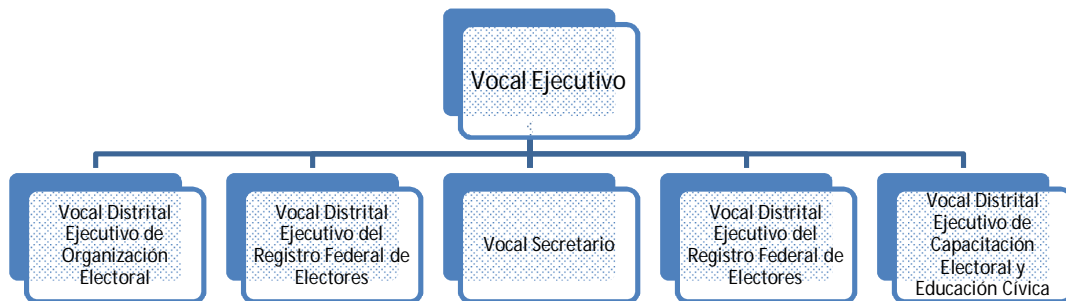 Vocal Ejecutivo
Vocal Distrital
Ejecutivo de
Organización
Electoral
Vocal Distrital
Ejecutivo del
Registro Federal de
Electores
Vocal Secretario
Vocal Distrital
Ejecutivo del
Registro Federal de
Electores
Vocal Distrital
Ejecutivo de
Capacitación
Electoral y
Educación Cívica